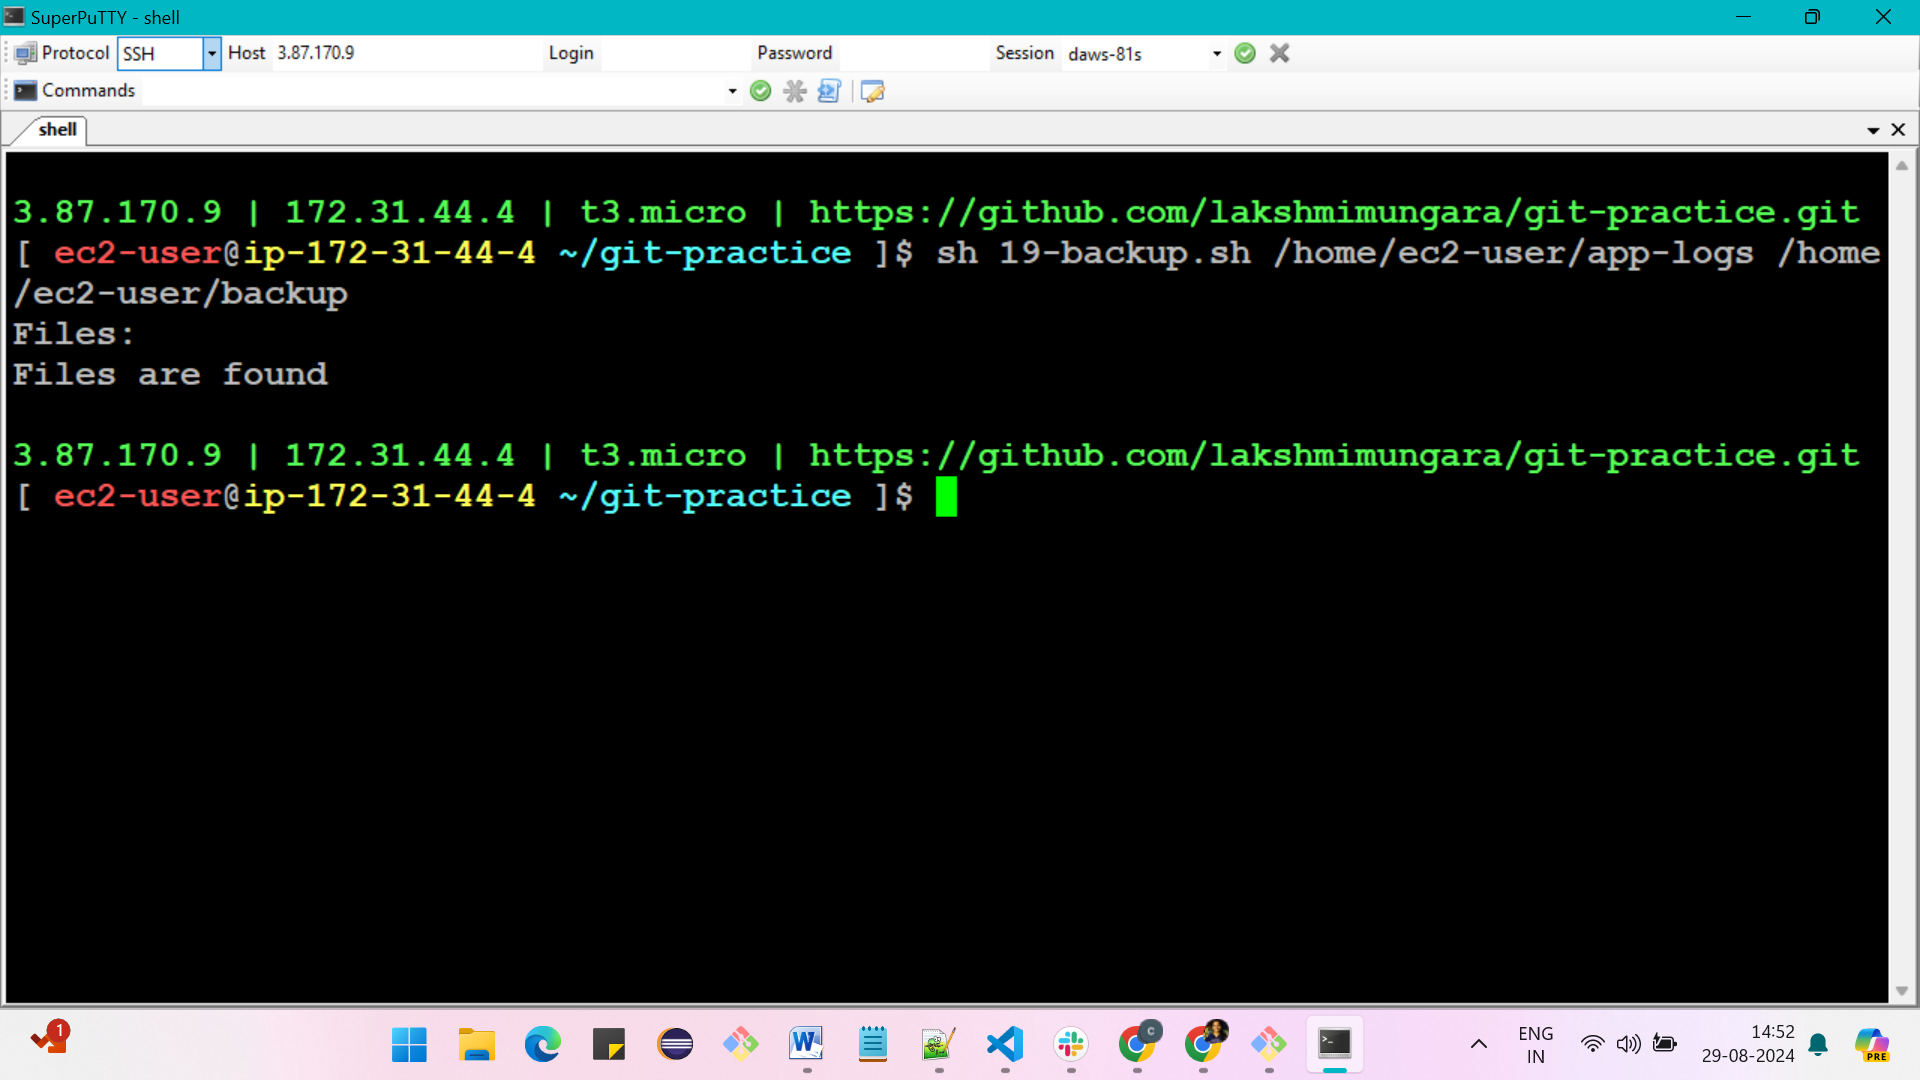 SuperPuTTY - shell
Protocol SSH Host 3.87.170.9 Login Password Session daws-81s
Commands
shell
3.87.170.9 | 172.31.44.4 | t3.micro | https://github.com/lakshmimungara/git-practice.git
[ ec2-user@ip-172-31-44-4 ~/git-practice ]$ sh 19-backup.sh /home/ec2-user/app-logs /home
/ec2-user/backup
Files:
Files are found
3.87.170.9 | 172.31.44.4 | t3.micro | https://github.com/lakshmimungara/git-practice.git
[ ec2-user@ip-172-31-44-4 ~/git-practice ]$
1
W
C
ENG
IN
14:52
29-08-2024
PRE